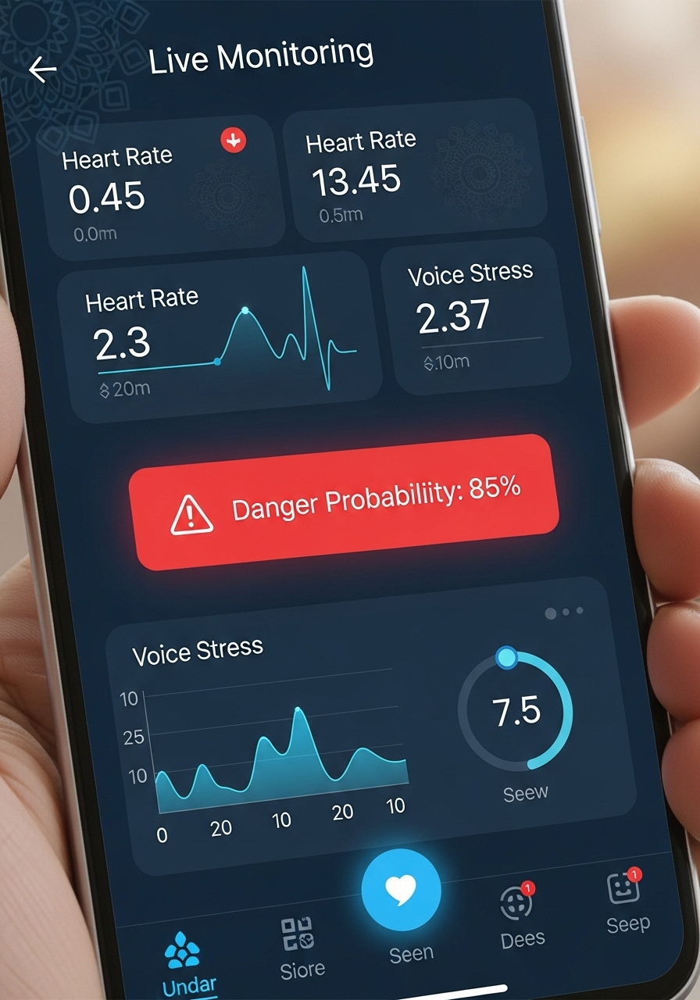 Live Monitoring
Heart Rate
0.45
0.0m
Heart Rate
13.45
0.5m
Heart Rate
2.3
20m
Voice Stress
2.37
.10m
Danger Probabiliity: 85%
Voice Stress
10
25
10
0 20 10 20 10
7.5
Seew
1
1
Undar
Siore
Seen
Dees
Seep